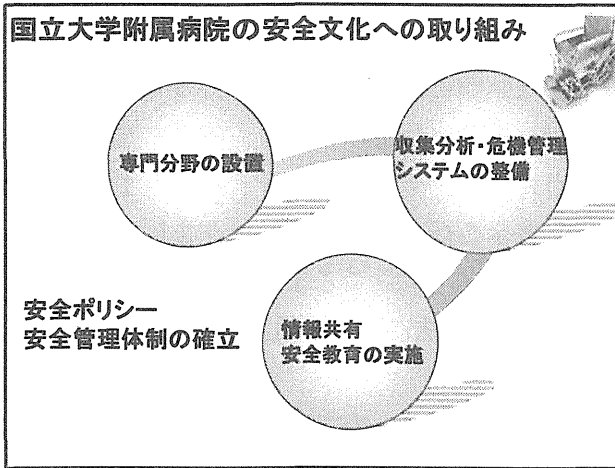 国立大学附属病院の安全文化への取り組み
専門分野の設置
収集分析・危機管理
システムの整備
安全ポリシー
安全管理体制の確立
情報共有
安全教育の実施